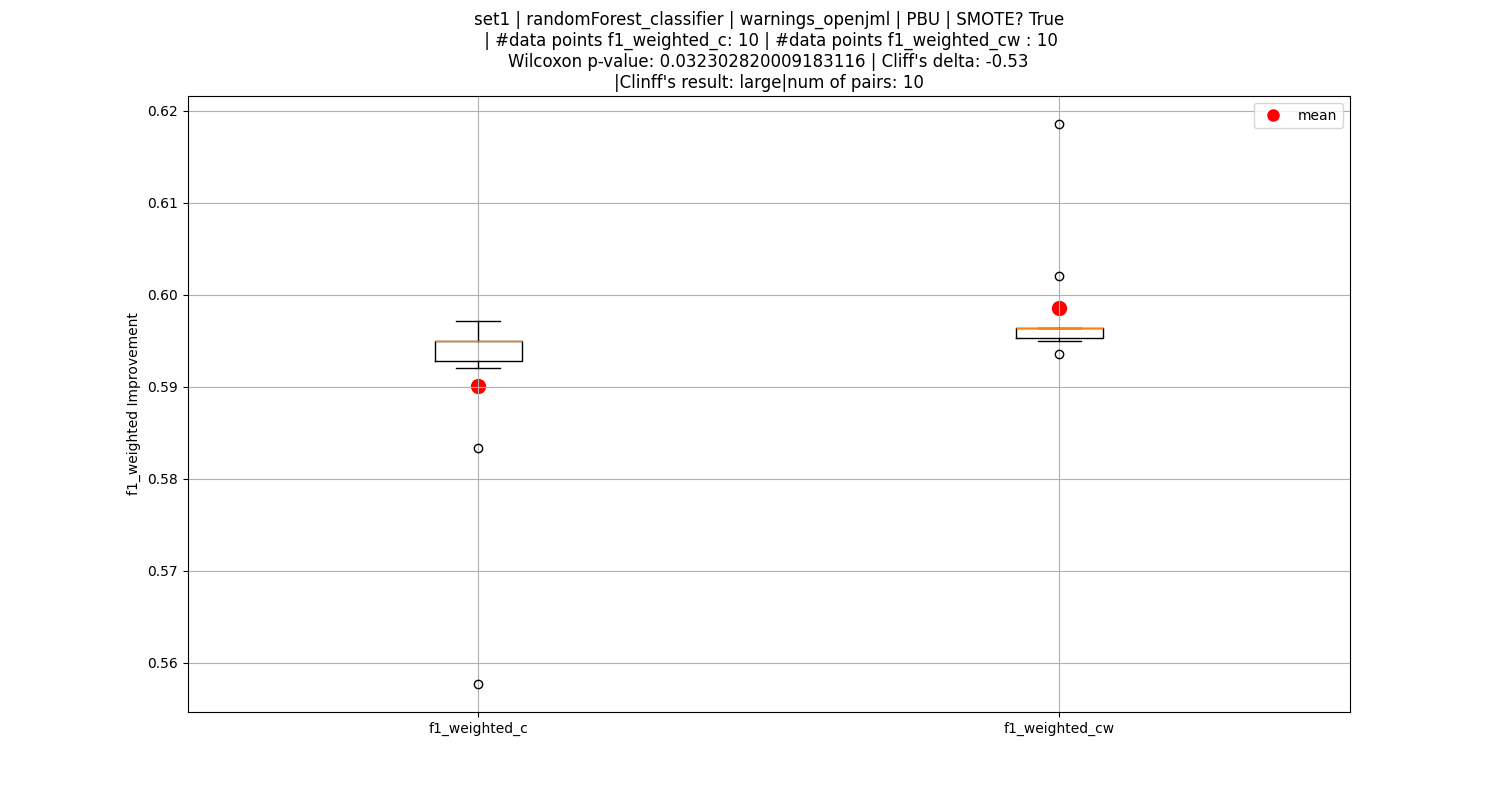 set1 | randomForest_classifier | warnings_openjml | PBU | SMOTE? True
| #data points f1_weighted_c: 10 | #data points f1_weighted_cw : 10
Wilcoxon p-value: 0.032302820009183116 | Cliff's delta: -0.53
|Clinff's result: large|num of pairs: 10
mean
0.62
0.61
0.60
0.59
0.58
0.57
0.56
f1_weighted Improvement
f1_weighted_c
f1_weighted_cw